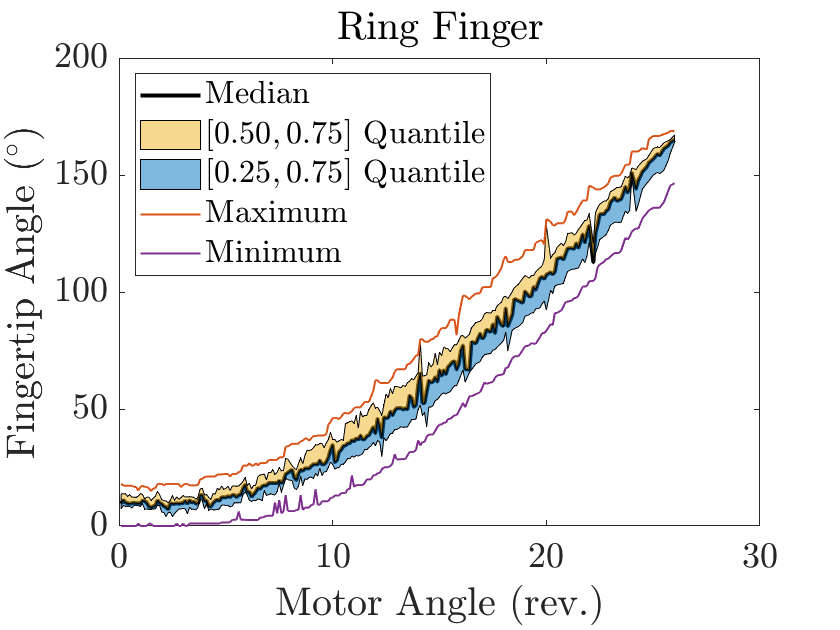 Ring Finger
200
150
100
50
0
Fingertip Angle (°)
Median
[0.50, 0.75] Quantile
[0.25, 0.75] Quantile
Maximum
Minimum
0 10 20 30
Motor Angle (rev.)